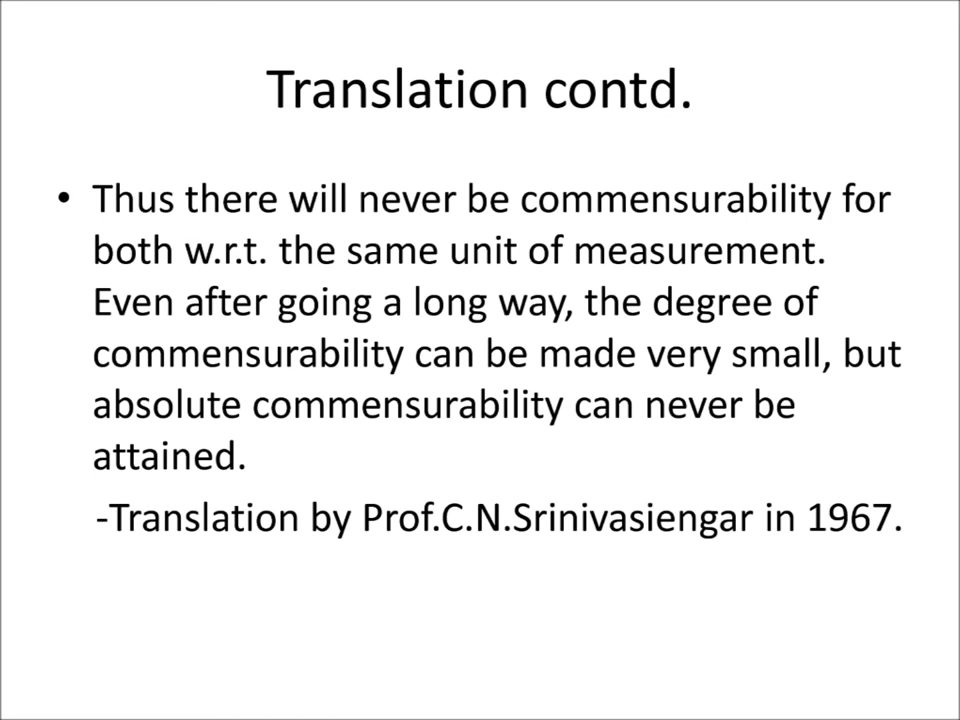 Translation contd.
• Thus there will never be commensurability for
both w.r.t. the same unit of measurement.
Even after going a long way, the degree of
commensurability can be made very small, but
absolute commensurability can never be
attained.
-Translation by Prof.C.N.Srinivasiengar in 1967.